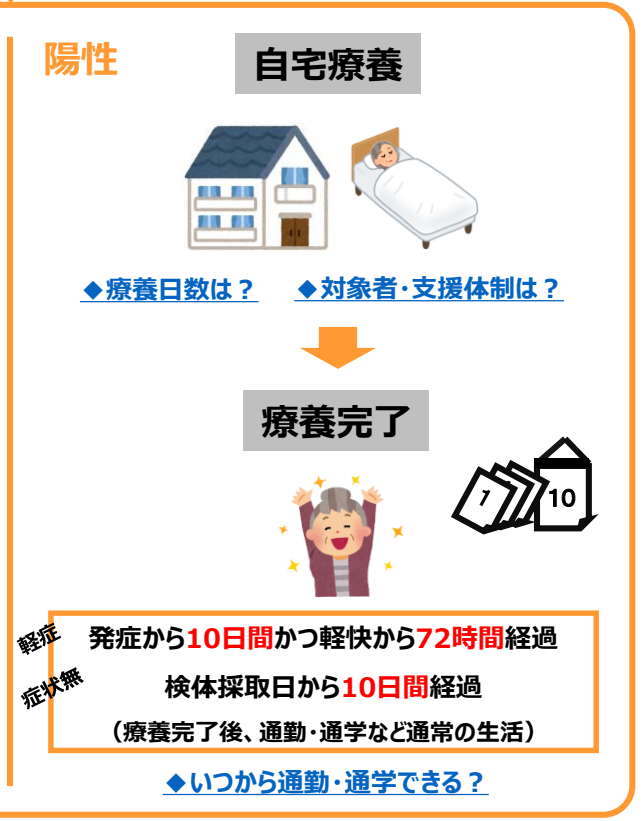 陽性
自宅療養
◆療養日数は？
◆対象者・支援体制は？
療養完了
1
10
軽症
発症から10日間かつ軽快から72時間経過
症状無
検体採取日から10日間経過
（療養完了後、通勤・通学など通常の生活）
◆いつから通勤・通学できる？